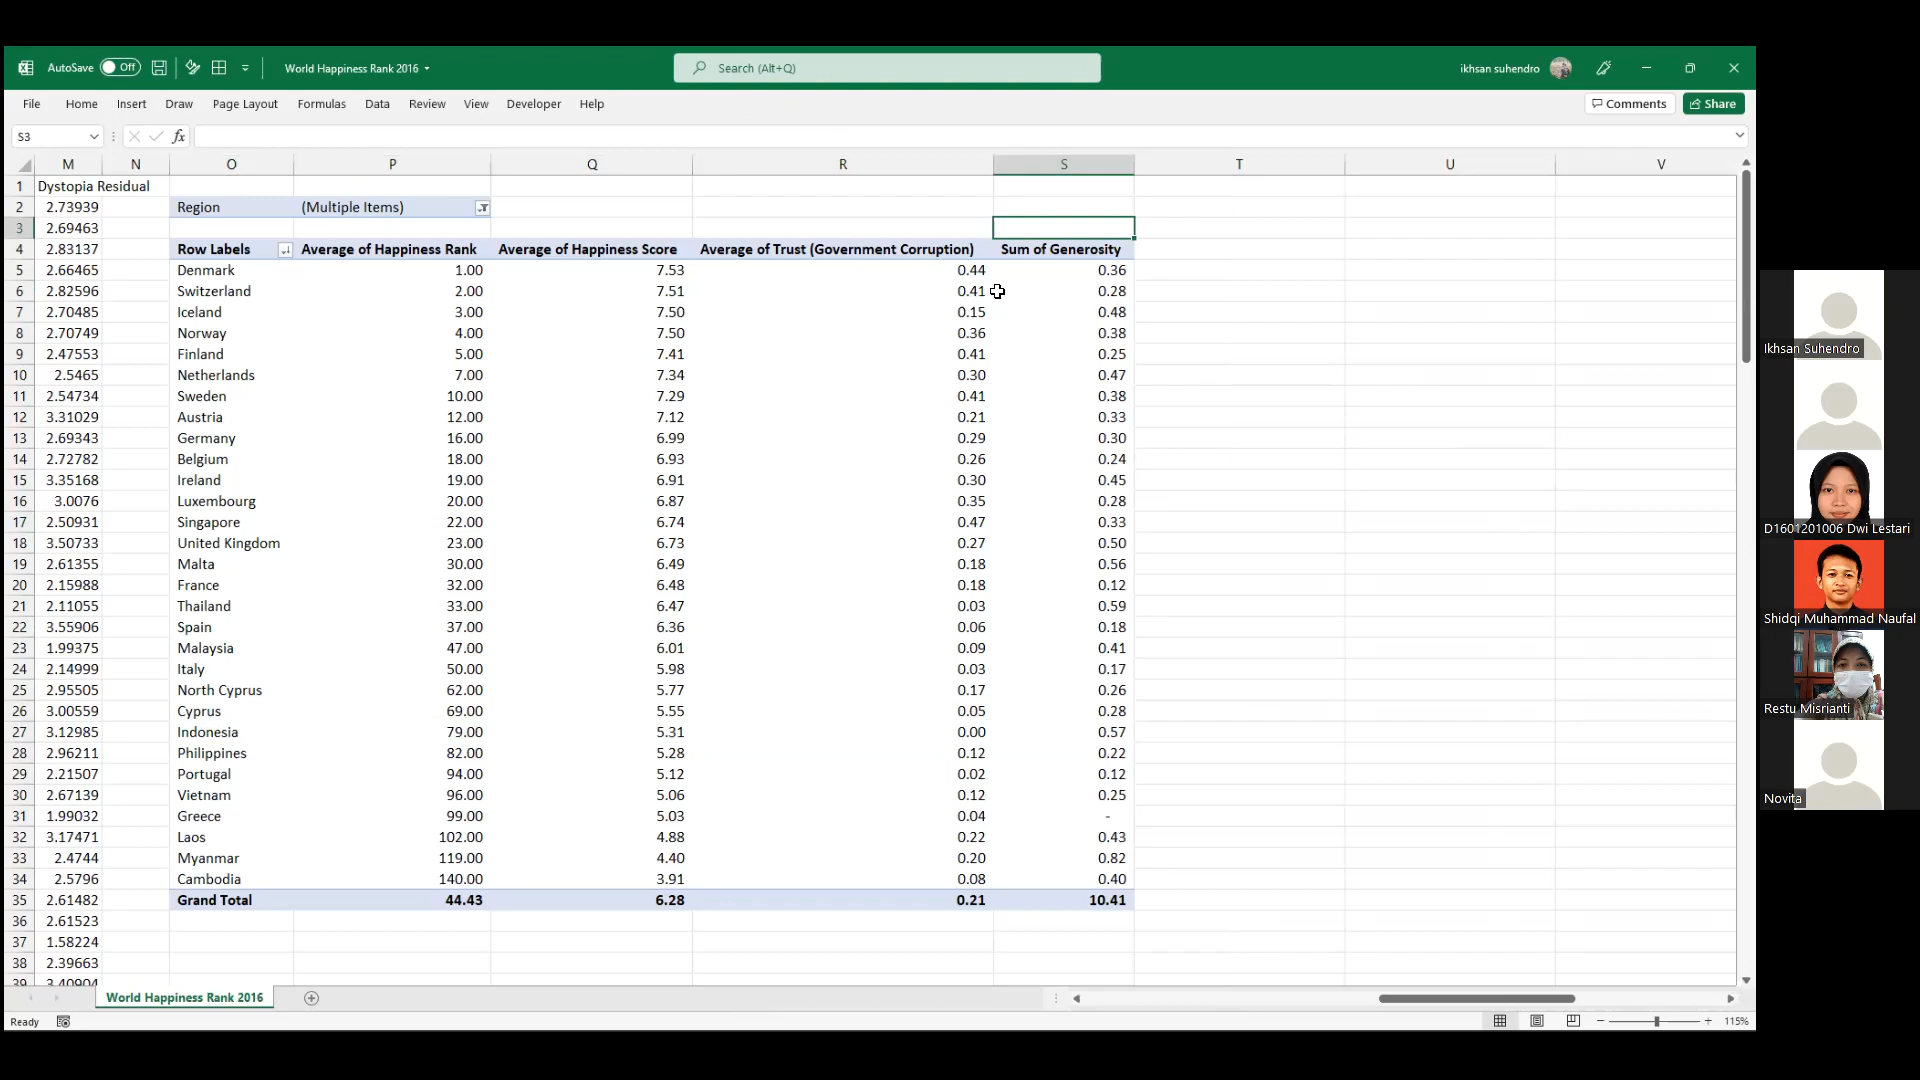 AutoSave Off World Happiness Rank 2016 Search (Alt+Q) ikhsan suhendro
File Home Insert Draw Page Layout Formulas Data Review View Developer Help Comments Share
S3 fx
M N O P Q R S T U V
1 Dystopia Residual
2 2.73939 Region (Multiple Items)
3 2.69463
4 2.83137 Row Labels Average of Happiness Rank Average of Happiness Score Average of Trust (Government Corruption) Sum of Generosity
5 2.66465 Denmark 1.00 7.53 0.44 0.36
6 2.82596 Switzerland 2.00 7.51 0.41 0.28
7 2.70485 Iceland 3.00 7.50 0.15 0.48
8 2.70749 Norway 4.00 7.50 0.36 0.38
9 2.47553 Finland 5.00 7.41 0.41 0.25
10 2.5465 Netherlands 7.00 7.34 0.30 0.47
11 2.54734 Sweden 10.00 7.29 0.41 0.38
12 3.31029 Austria 12.00 7.12 0.21 0.33
13 2.69343 Germany 16.00 6.99 0.29 0.30
14 2.72782 Belgium 18.00 6.93 0.26 0.24
15 3.35168 Ireland 19.00 6.91 0.30 0.45
16 3.0076 Luxembourg 20.00 6.87 0.35 0.28
17 2.50931 Singapore 22.00 6.74 0.47 0.33
18 3.50733 United Kingdom 23.00 6.73 0.27 0.50
19 2.61355 Malta 30.00 6.49 0.18 0.56
20 2.15988 France 32.00 6.48 0.18 0.12
21 2.11055 Thailand 33.00 6.47 0.03 0.59
22 3.55906 Spain 37.00 6.36 0.06 0.18
23 1.99375 Malaysia 47.00 6.01 0.09 0.41
24 2.14999 Italy 50.00 5.98 0.03 0.17
25 2.95505 North Cyprus 62.00 5.77 0.17 0.26
26 3.00559 Cyprus 69.00 5.55 0.05 0.28
27 3.12985 Indonesia 79.00 5.31 0.00 0.57
28 2.96211 Philippines 82.00 5.28 0.12 0.22
29 2.21507 Portugal 94.00 5.12 0.02 0.12
30 2.67139 Vietnam 96.00 5.06 0.12 0.25
31 1.99032 Greece 99.00 5.03 0.04 -
32 3.17471 Laos 102.00 4.88 0.22 0.43
33 2.4744 Myanmar 119.00 4.40 0.20 0.82
34 2.5796 Cambodia 140.00 3.91 0.08 0.40
35 2.61482 Grand Total 44.43 6.28 0.21 10.41
36 2.61523
37 1.58224
38 2.39663
39 3.40904
World Happiness Rank 2016
Ready 115%
Ikhsan Suhendro
D1601201006 Dwi Lestari
Shidqi Muhammad Naufal
Restu Misrianti
Novita